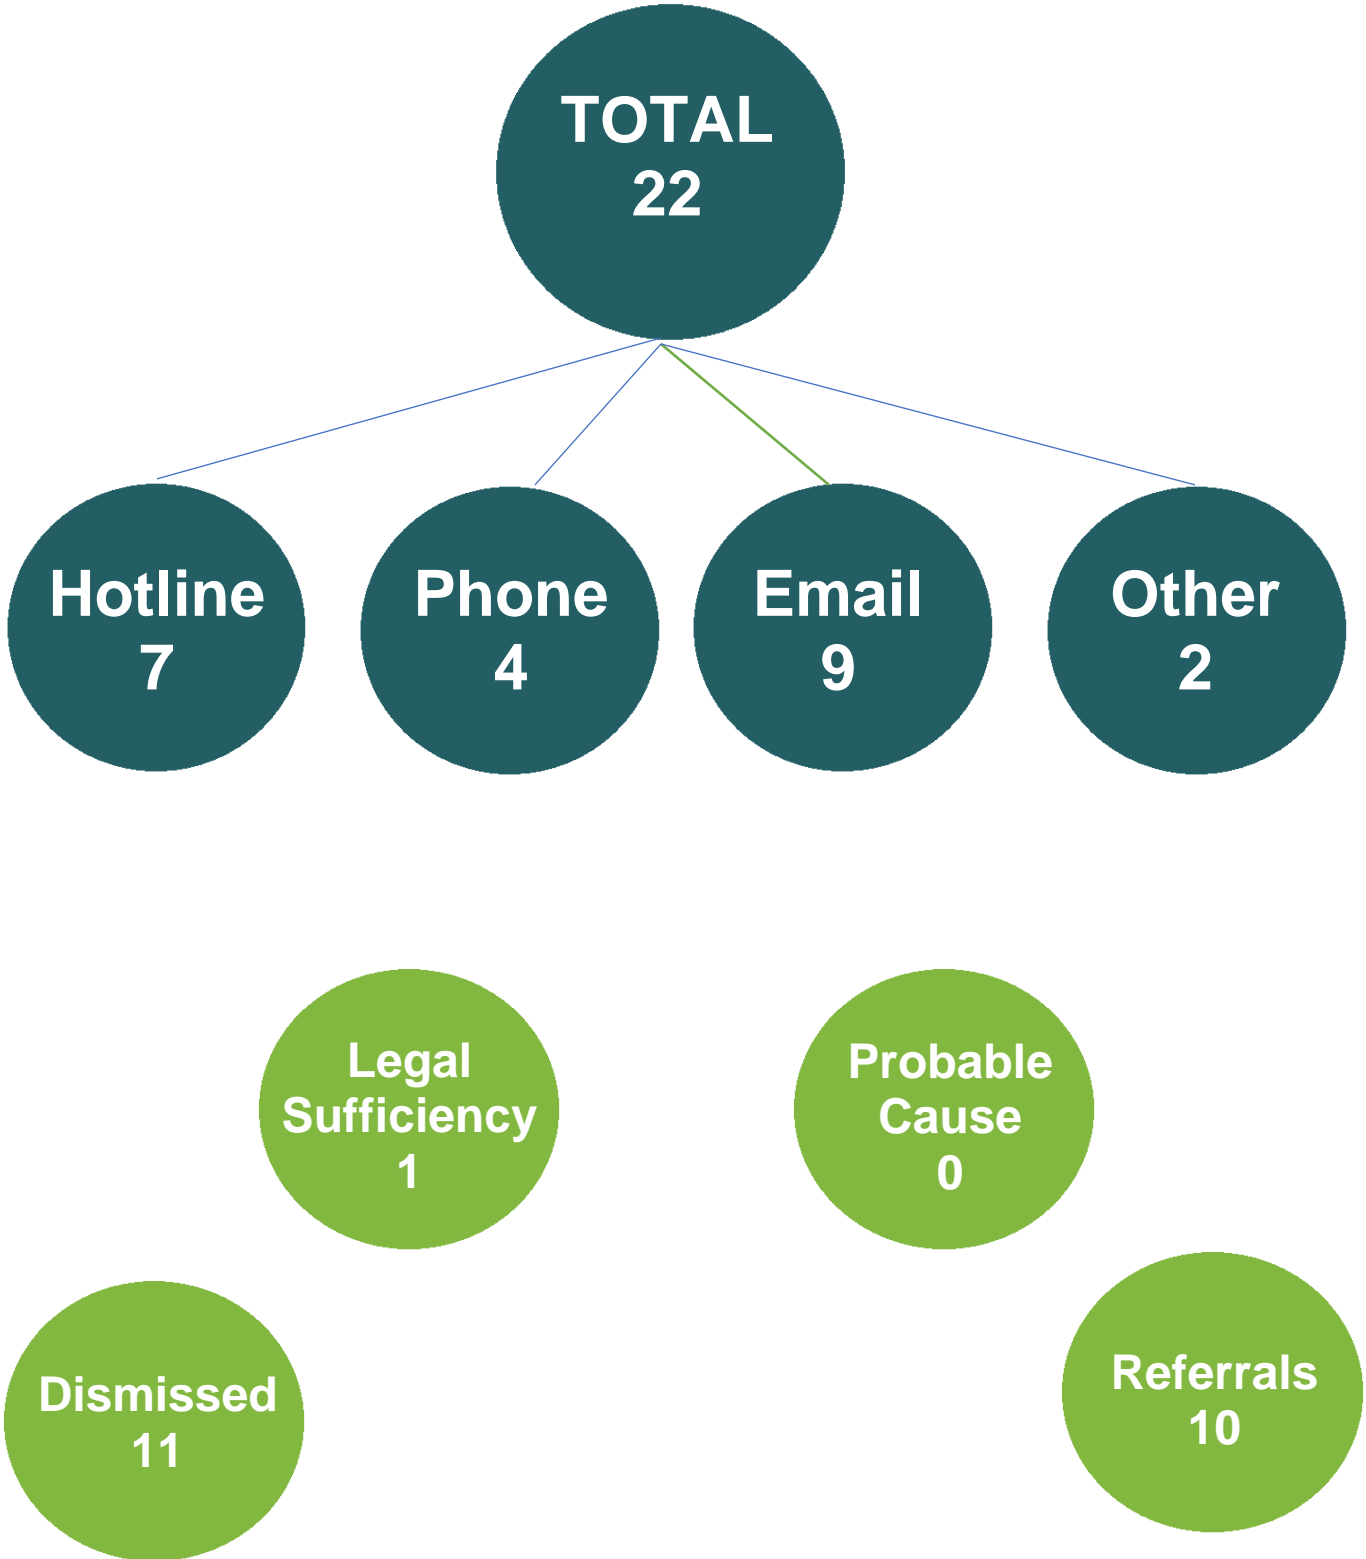 TOTAL
22
Hotline
7
Phone
4
Email
9
Other
2
Legal
Sufficiency
1
Probable
Cause
0
Dismissed
11
Referrals
10